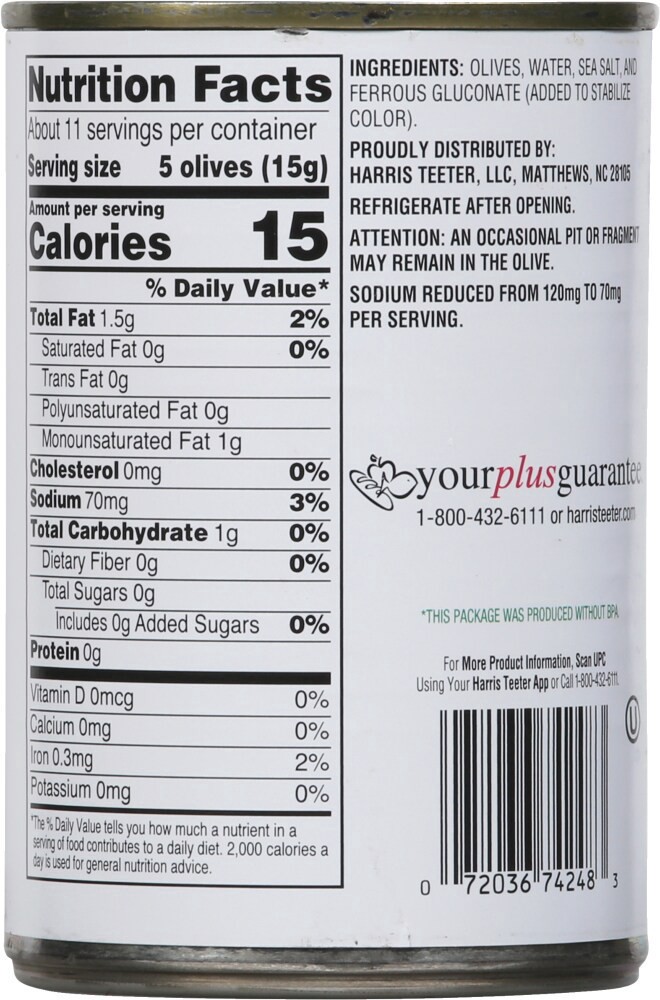 Nutrition Facts
About 11 servings per container
Serving size 5 olives (15g)
Amount per serving
Calories 15
% Daily Value*
Total Fat 1.5g 2%
Saturated Fat 0g 0%
Trans Fat 0g
Polyunsaturated Fat 0g
Monounsaturated Fat 1g
Cholesterol 0mg 0%
Sodium 70mg 3%
Total Carbohydrate 1g 0%
Dietary Fiber 0g 0%
Total Sugars 0g
Includes 0g Added Sugars 0%
Protein 0g
Vitamin D 0mcg 0%
Calcium 0mg 0%
Iron 0.3mg 2%
Potassium 0mg 0%
*The % Daily Value tells you how much a nutrient in a
serving of food contributes to a daily diet. 2,000 calories a
day is used for general nutrition advice.
INGREDIENTS: OLIVES, WATER, SEA SALT, AND
FERROUS GLUCONATE (ADDED TO STABILIZE
COLOR).
PROUDLY DISTRIBUTED BY:
HARRIS TEETER, LLC, MATTHEWS, NC 28105
REFRIGERATE AFTER OPENING.
ATTENTION: AN OCCASIONAL PIT OR FRAGMENT
MAY REMAIN IN THE OLIVE.
SODIUM REDUCED FROM 120mg TO 70mg
PER SERVING.
yourplusguarantee
1-800-432-6111 or harristeeter.com
*THIS PACKAGE WAS PRODUCED WITHOUT BPA.
For More Product Information, Scan UPC
Using Your Harris Teeter App or Call 1-800-432-6111.
U
0 72036 74248 3